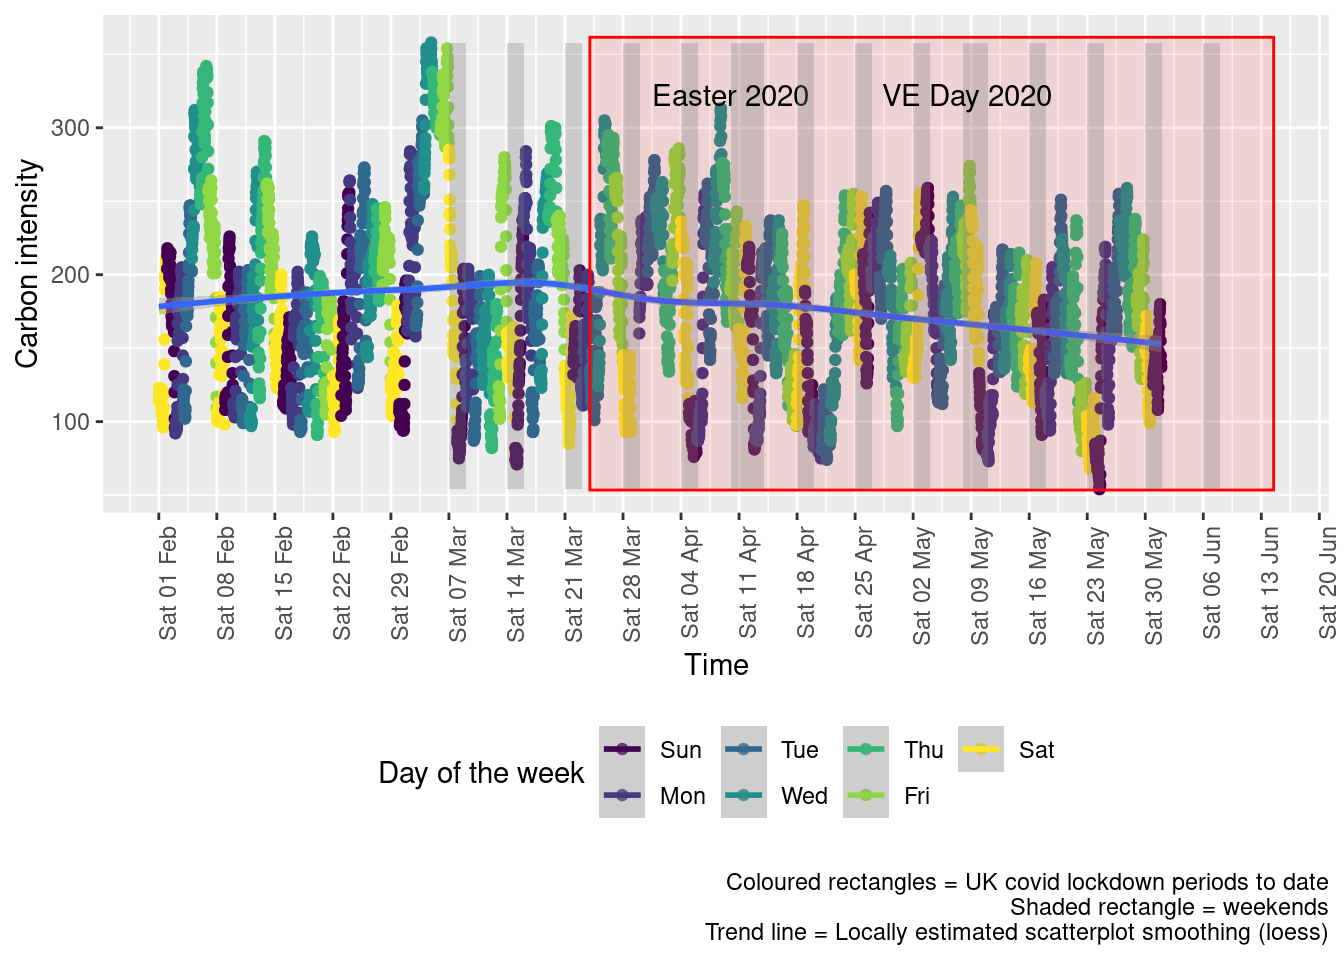 Easter 2020
VE Day 2020
Carbon intensity
300
200
100
Sat 01 Feb
Sat 08 Feb
Sat 15 Feb
Sat 22 Feb
Sat 29 Feb
Sat 07 Mar
Sat 14 Mar
Sat 21 Mar
Sat 28 Mar
Sat 04 Apr
Sat 11 Apr
Sat 18 Apr
Sat 25 Apr
Sat 02 May
Sat 09 May
Sat 16 May
Sat 23 May
Sat 30 May
Sat 06 Jun
Sat 13 Jun
Sat 20 Jun
Time
Day of the week
Sun
Tue
Thu
Sat
Mon
Wed
Fri
Coloured rectangles = UK covid lockdown periods to date
Shaded rectangle = weekends
Trend line = Locally estimated scatterplot smoothing (loess)